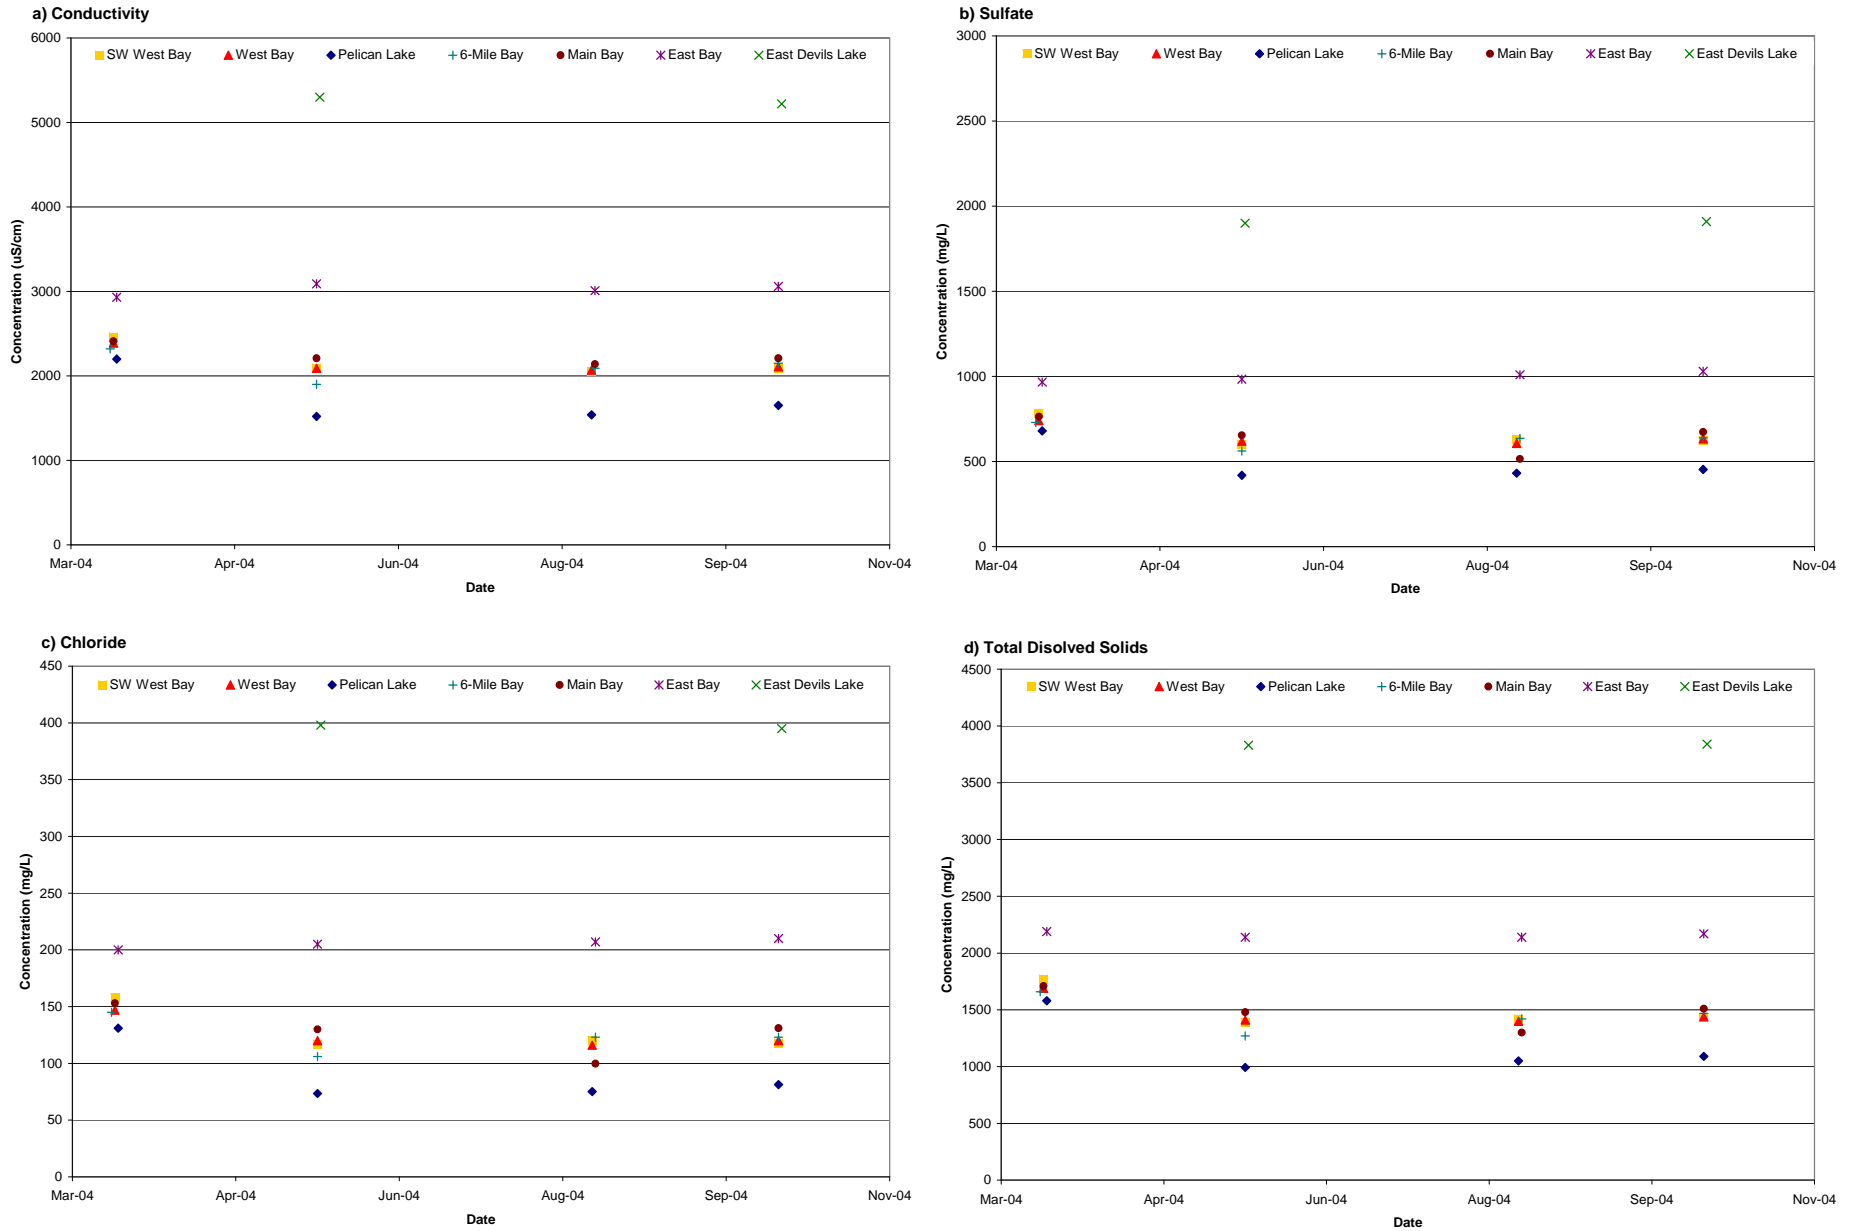 a) Conductivity
6000
SW West Bay West Bay Pelican Lake 6-Mile Bay Main Bay East Bay East Devils Lake
5000
4000
3000
2000
1000
0
Concentration (uS/cm)
Mar-04 Apr-04 Jun-04 Aug-04 Sep-04 Nov-04
Date
b) Sulfate
3000
SW West Bay West Bay Pelican Lake 6-Mile Bay Main Bay East Bay East Devils Lake
2500
2000
1500
1000
500
0
Concentration (mg/L)
Mar-04 Apr-04 Jun-04 Aug-04 Sep-04 Nov-04
Date
c) Chloride
450
SW West Bay West Bay Pelican Lake 6-Mile Bay Main Bay East Bay East Devils Lake
400
350
300
250
200
150
100
50
0
Concentration (mg/L)
Mar-04 Apr-04 Jun-04 Aug-04 Sep-04 Nov-04
Date
d) Total Disolved Solids
4500
SW West Bay West Bay Pelican Lake 6-Mile Bay Main Bay East Bay East Devils Lake
4000
3500
3000
2500
2000
1500
1000
500
0
Concentration (mg/L)
Mar-04 Apr-04 Jun-04 Aug-04 Sep-04 Nov-04
Date